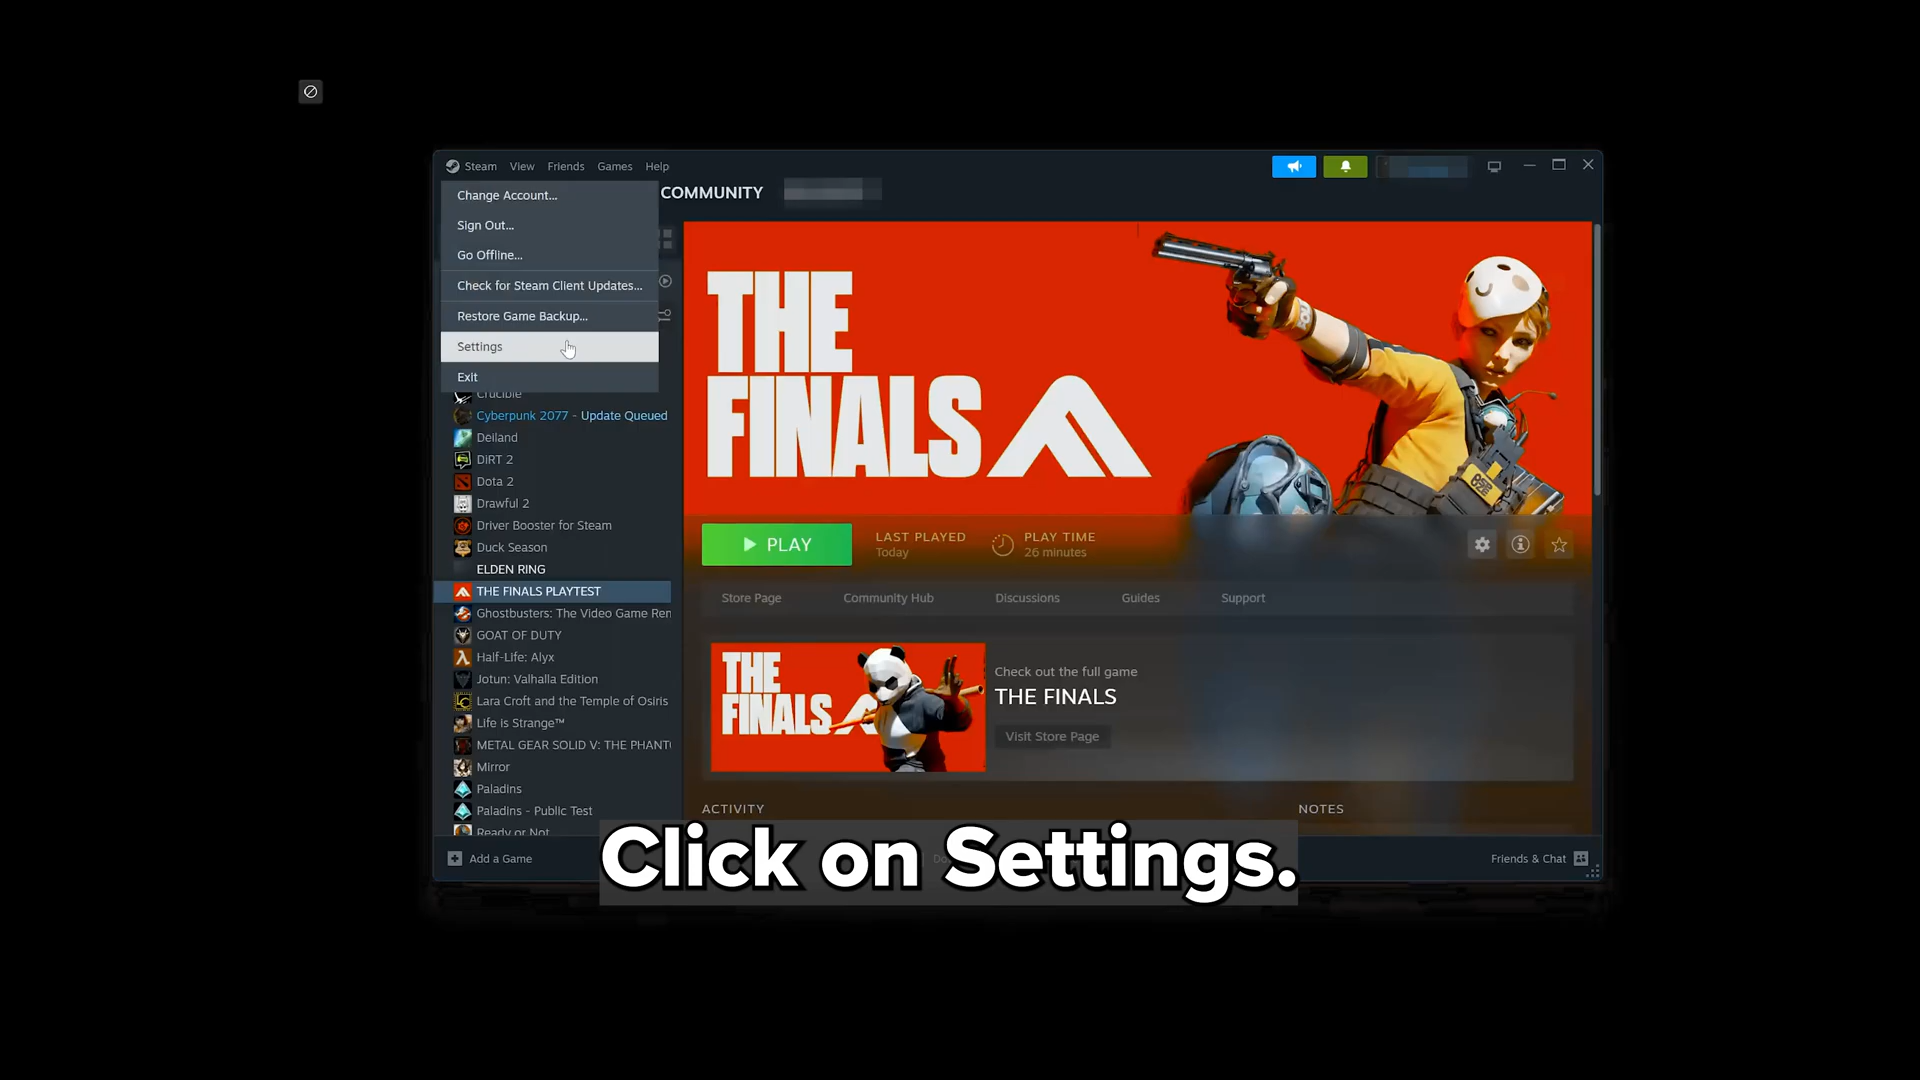 Steam View Friends Games Help
Change Account...
Sign Out...
Go Offline...
Check for Steam Client Updates...
Restore Game Backup...
Settings
Exit
COMMUNITY
Crucible
Cyberpunk 2077 - Update Queued
Deiland
DiRT 2
Dota 2
Drawful 2
Driver Booster for Steam
Duck Season
ELDEN RING
THE FINALS PLAYTEST
Ghostbusters: The Video Game Ren
GOAT OF DUTY
Half-Life: Alyx
Jotun: Valhalla Edition
Lara Croft and the Temple of Osiris
Life is Strange™
METAL GEAR SOLID V: THE PHANT
Mirror
Paladins
Paladins - Public Test
Ready or Not
Add a Game
THE
FINALS
PLAY
LAST PLAYED
Today
PLAY TIME
26 minutes
Store Page Community Hub Discussions Guides Support
THE
FINALS
Check out the full game
THE FINALS
Visit Store Page
ACTIVITY
NOTES
Click on Settings.
Friends & Chat